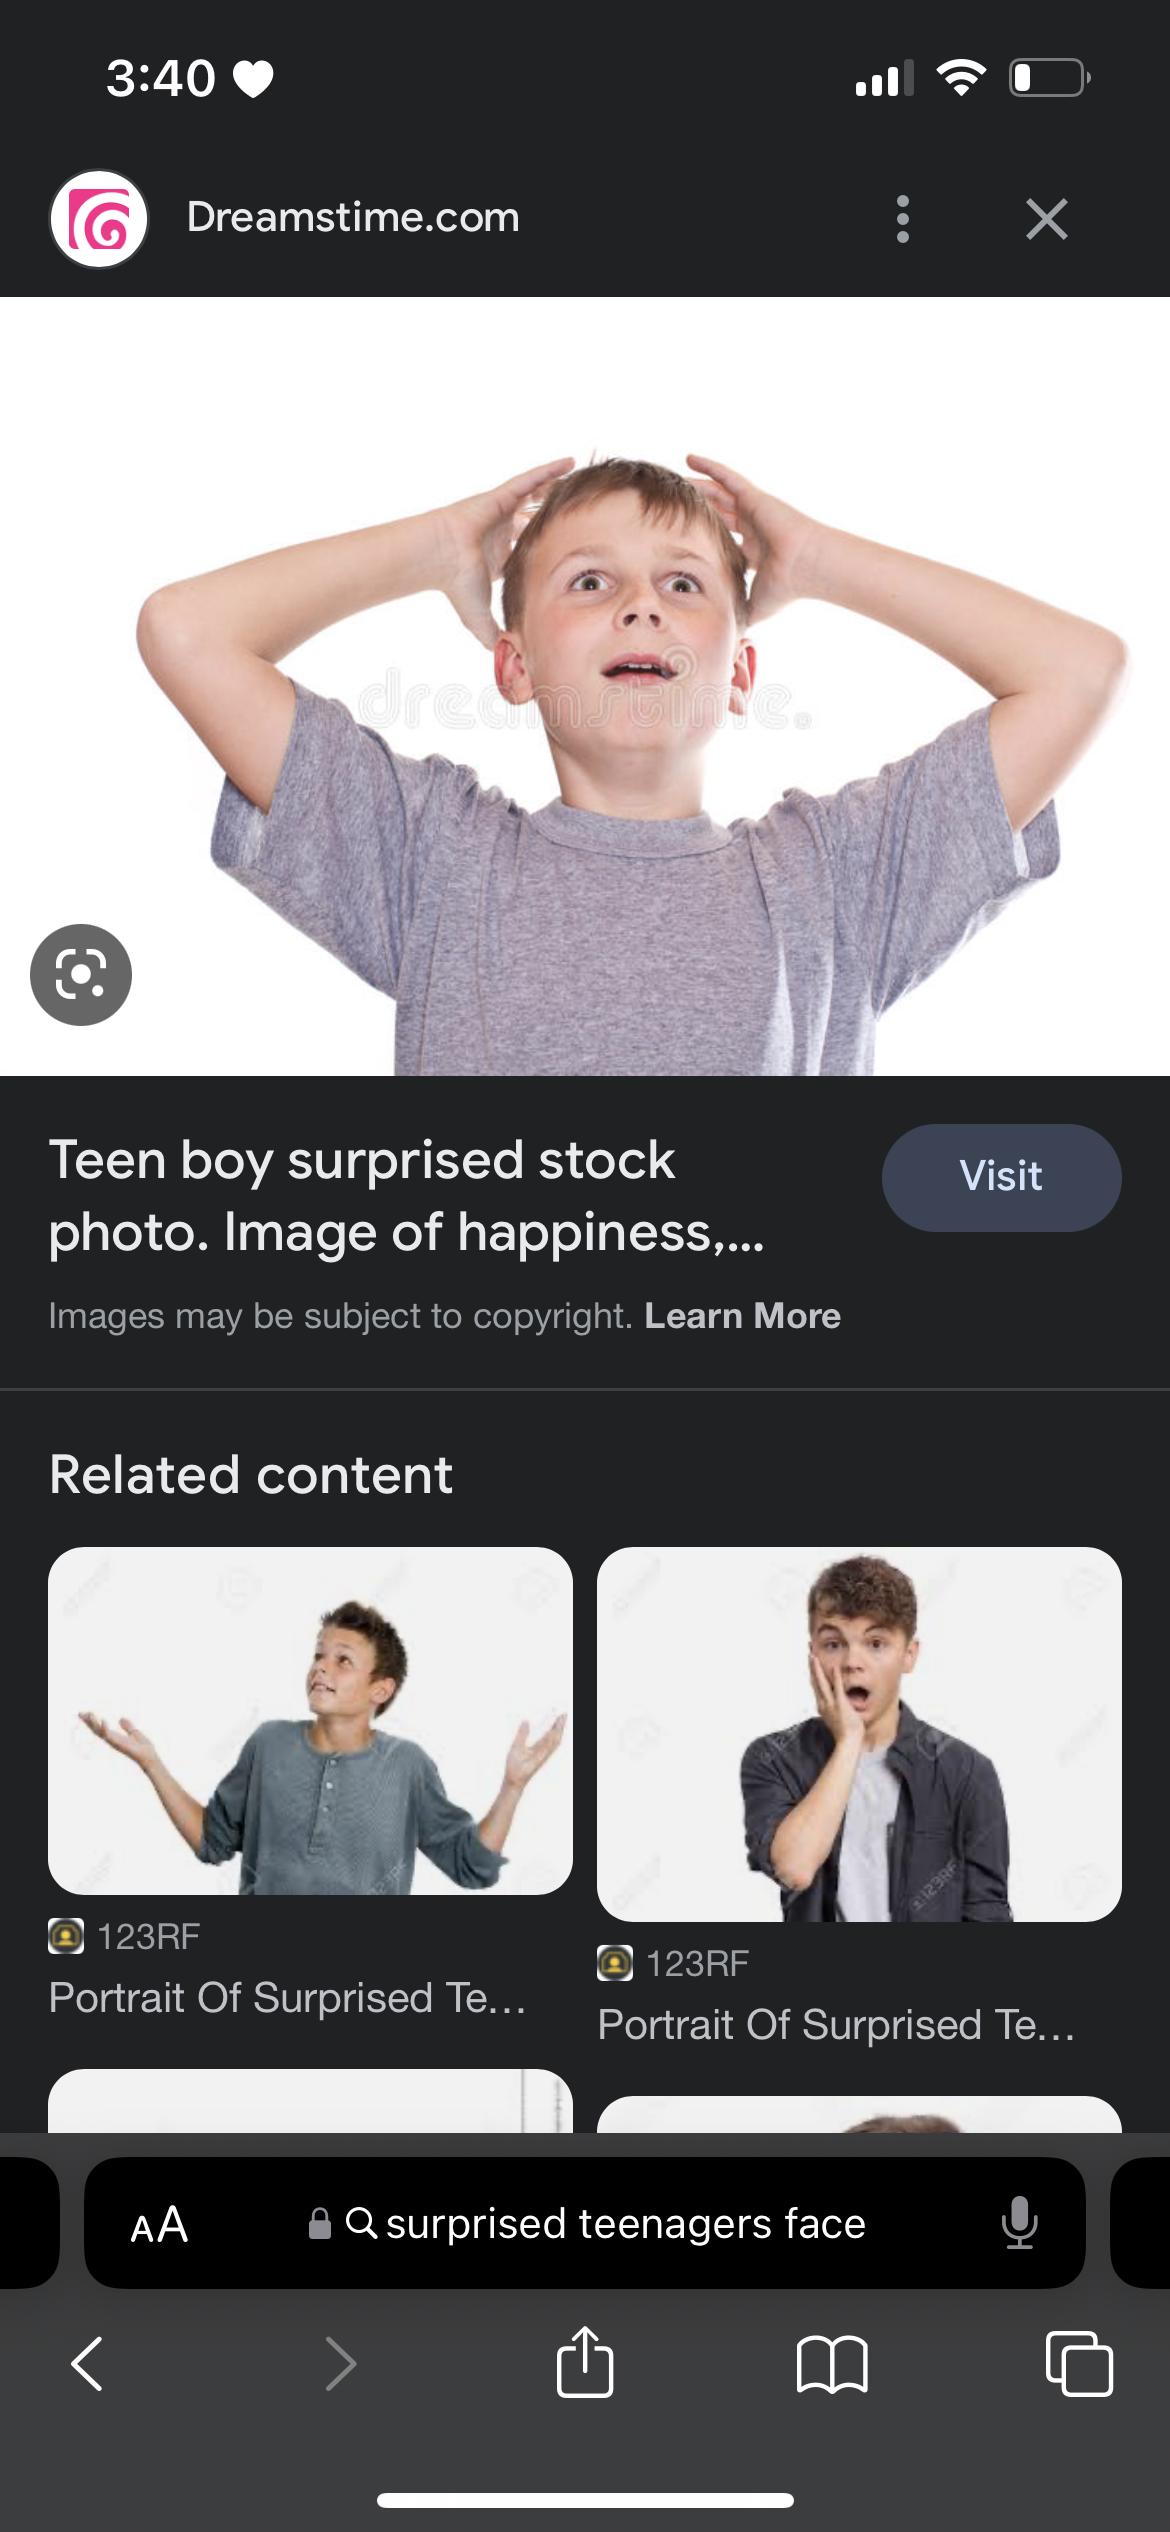 3:40
Dreamstime.com
dreamstime.
Teen boy surprised stock
photo. Image of happiness,...
Visit
Images may be subject to copyright. Learn More
Related content
123RF
Portrait Of Surprised Te...
123RF
Portrait Of Surprised Te...
AA
surprised teenagers face